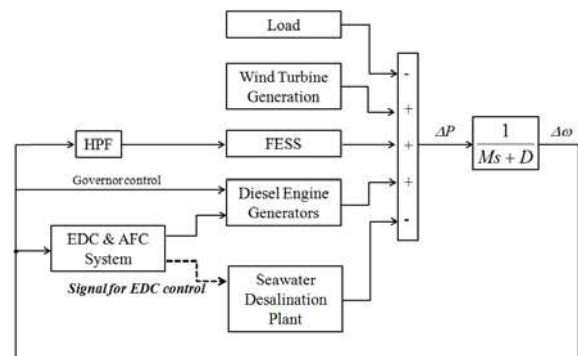 Load
-
Wind Turbine
Generation
+
ΔP
1
Δω
HPF
FESS
+
Ms + D
Governor control
Diesel Engine
Generators
+
EDC & AFC
System
-
Signal for EDC control
Seawater
Desalination
Plant